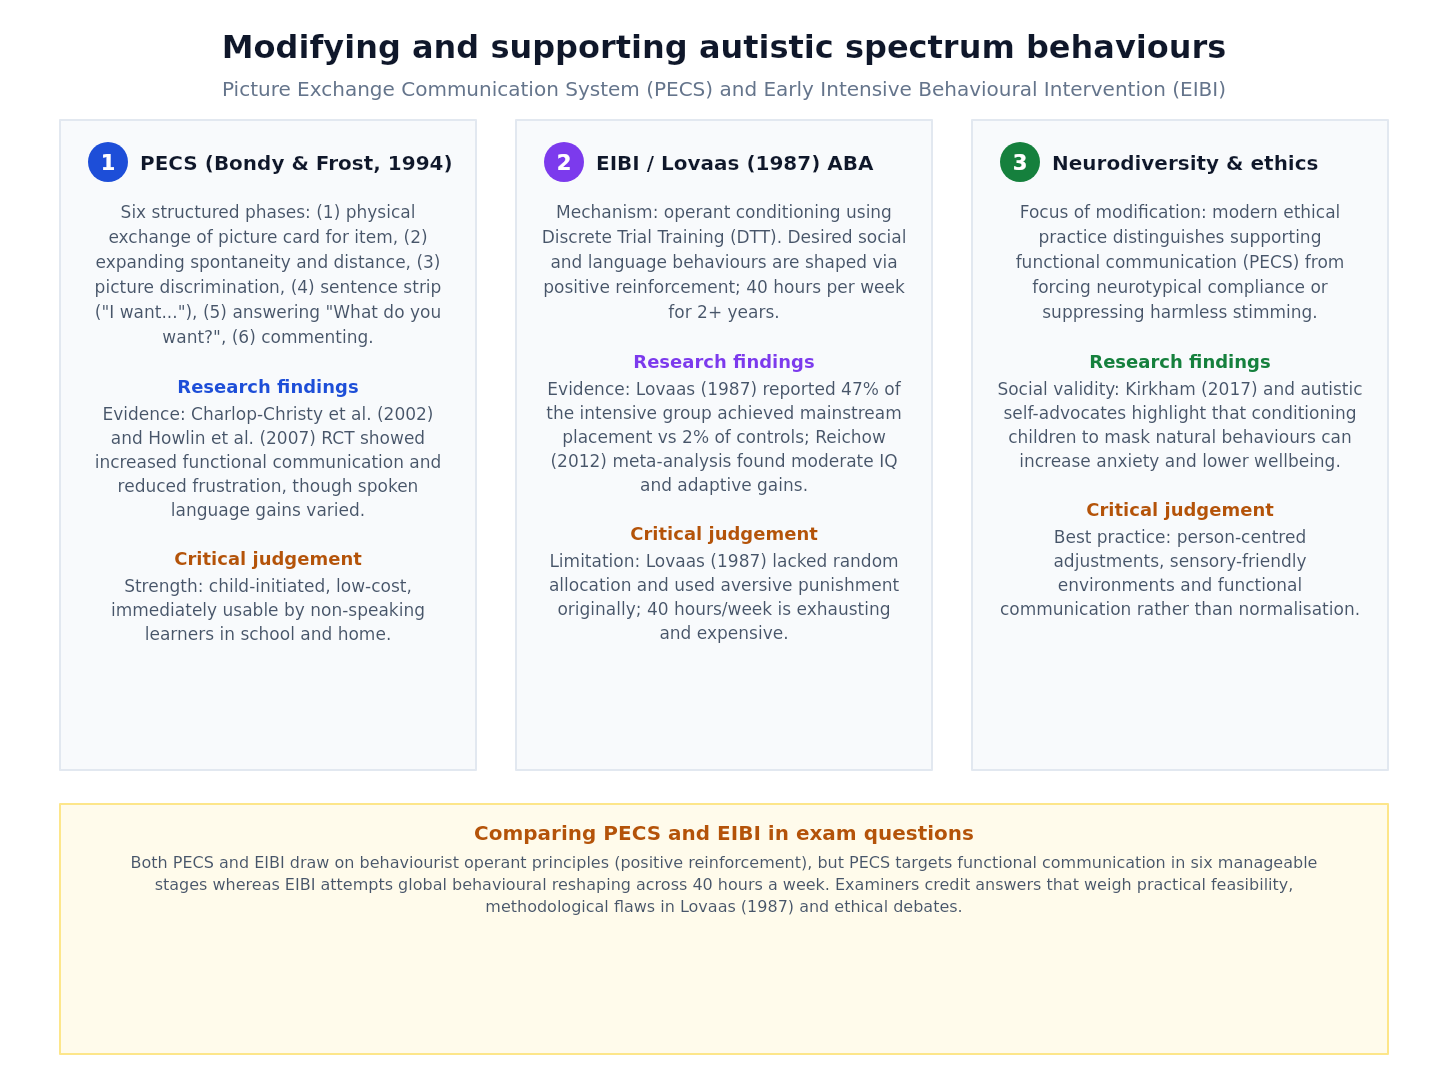 Modifying and supporting autistic spectrum behaviours
Picture Exchange Communication System (PECS) and Early Intensive Behavioural Intervention (EIBI)
1 PECS (Bondy & Frost, 1994)
Six structured phases: (1) physical
exchange of picture card for item, (2)
expanding spontaneity and distance, (3)
picture discrimination, (4) sentence strip
("I want..."), (5) answering "What do you
want?", (6) commenting.
Research findings
Evidence: Charlop-Christy et al. (2002)
and Howlin et al. (2007) RCT showed
increased functional communication and
reduced frustration, though spoken
language gains varied.
Critical judgement
Strength: child-initiated, low-cost,
immediately usable by non-speaking
learners in school and home.
2 EIBI / Lovaas (1987) ABA
Mechanism: operant conditioning using
Discrete Trial Training (DTT). Desired social
and language behaviours are shaped via
positive reinforcement; 40 hours per week
for 2+ years.
Research findings
Evidence: Lovaas (1987) reported 47% of
the intensive group achieved mainstream
placement vs 2% of controls; Reichow
(2012) meta-analysis found moderate IQ
and adaptive gains.
Critical judgement
Limitation: Lovaas (1987) lacked random
allocation and used aversive punishment
originally; 40 hours/week is exhausting
and expensive.
3 Neurodiversity & ethics
Focus of modification: modern ethical
practice distinguishes supporting
functional communication (PECS) from
forcing neurotypical compliance or
suppressing harmless stimming.
Research findings
Social validity: Kirkham (2017) and autistic
self-advocates highlight that conditioning
children to mask natural behaviours can
increase anxiety and lower wellbeing.
Critical judgement
Best practice: person-centred
adjustments, sensory-friendly
environments and functional
communication rather than normalisation.
Comparing PECS and EIBI in exam questions
Both PECS and EIBI draw on behaviourist operant principles (positive reinforcement), but PECS targets functional communication in six manageable
stages whereas EIBI attempts global behavioural reshaping across 40 hours a week. Examiners credit answers that weigh practical feasibility,
methodological flaws in Lovaas (1987) and ethical debates.